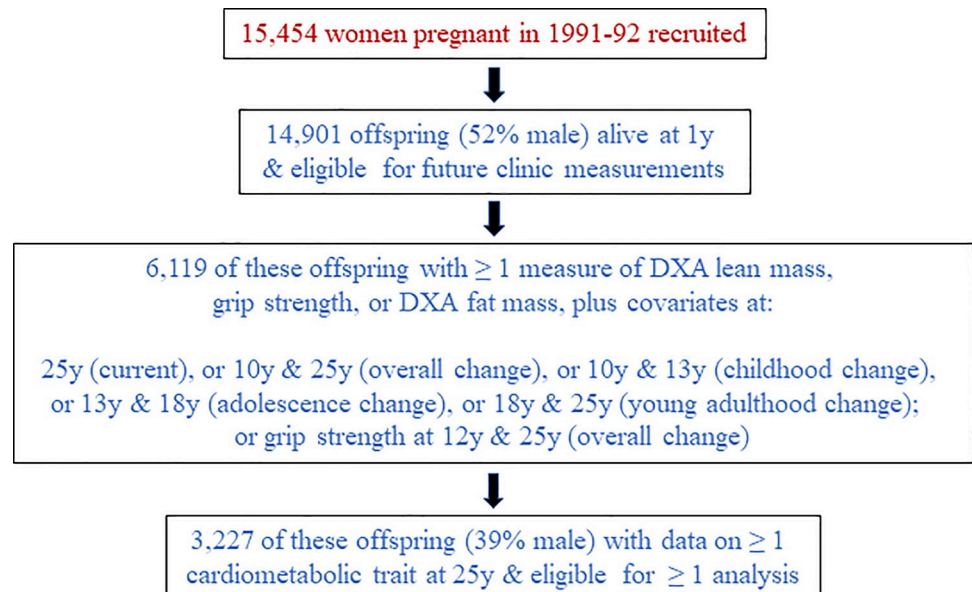 15,454 women pregnant in 1991-92 recruited
14,901 offspring (52% male) alive at 1y
& eligible for future clinic measurements
6,119 of these offspring with ≥ 1 measure of DXA lean mass,
grip strength, or DXA fat mass, plus covariates at:
25y (current), or 10y & 25y (overall change), or 10y & 13y (childhood change),
or 13y & 18y (adolescence change), or 18y & 25y (young adulthood change);
or grip strength at 12y & 25y (overall change)
3,227 of these offspring (39% male) with data on ≥ 1
cardiometabolic trait at 25y & eligible for ≥ 1 analysis